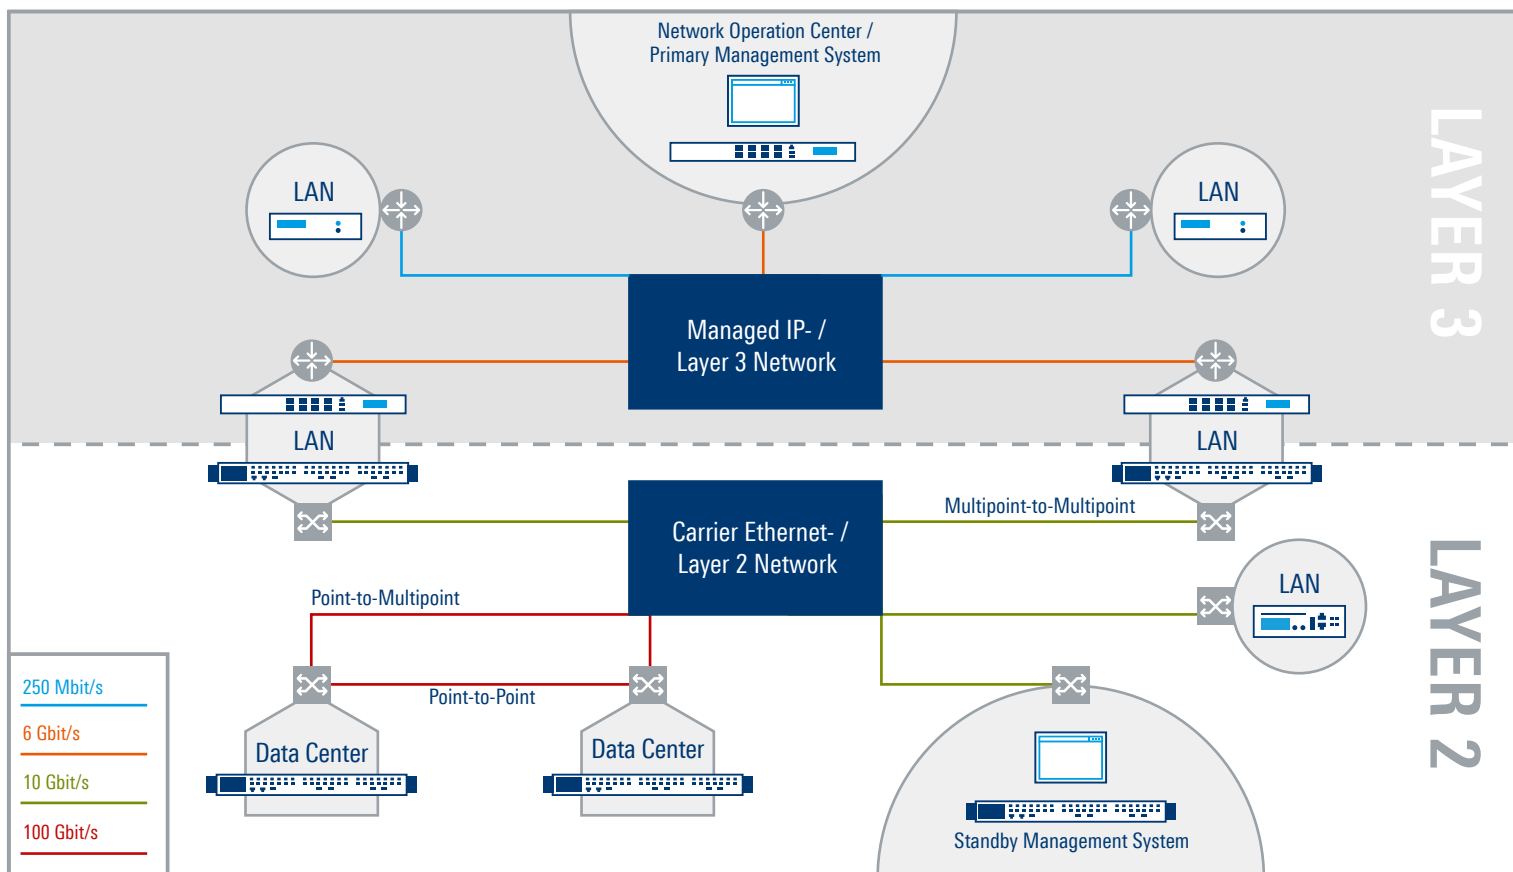 Network Operation Center /
Primary Management System
LAN
LAN
LAYER 3
Managed IP- /
Layer 3 Network
LAN
LAN
Carrier Ethernet- /
Layer 2 Network
Multipoint-to-Multipoint
LAN
LAYER 2
Point-to-Multipoint
Point-to-Point
Data Center
Data Center
Standby Management System
250 Mbit/s
6 Gbit/s
10 Gbit/s
100 Gbit/s